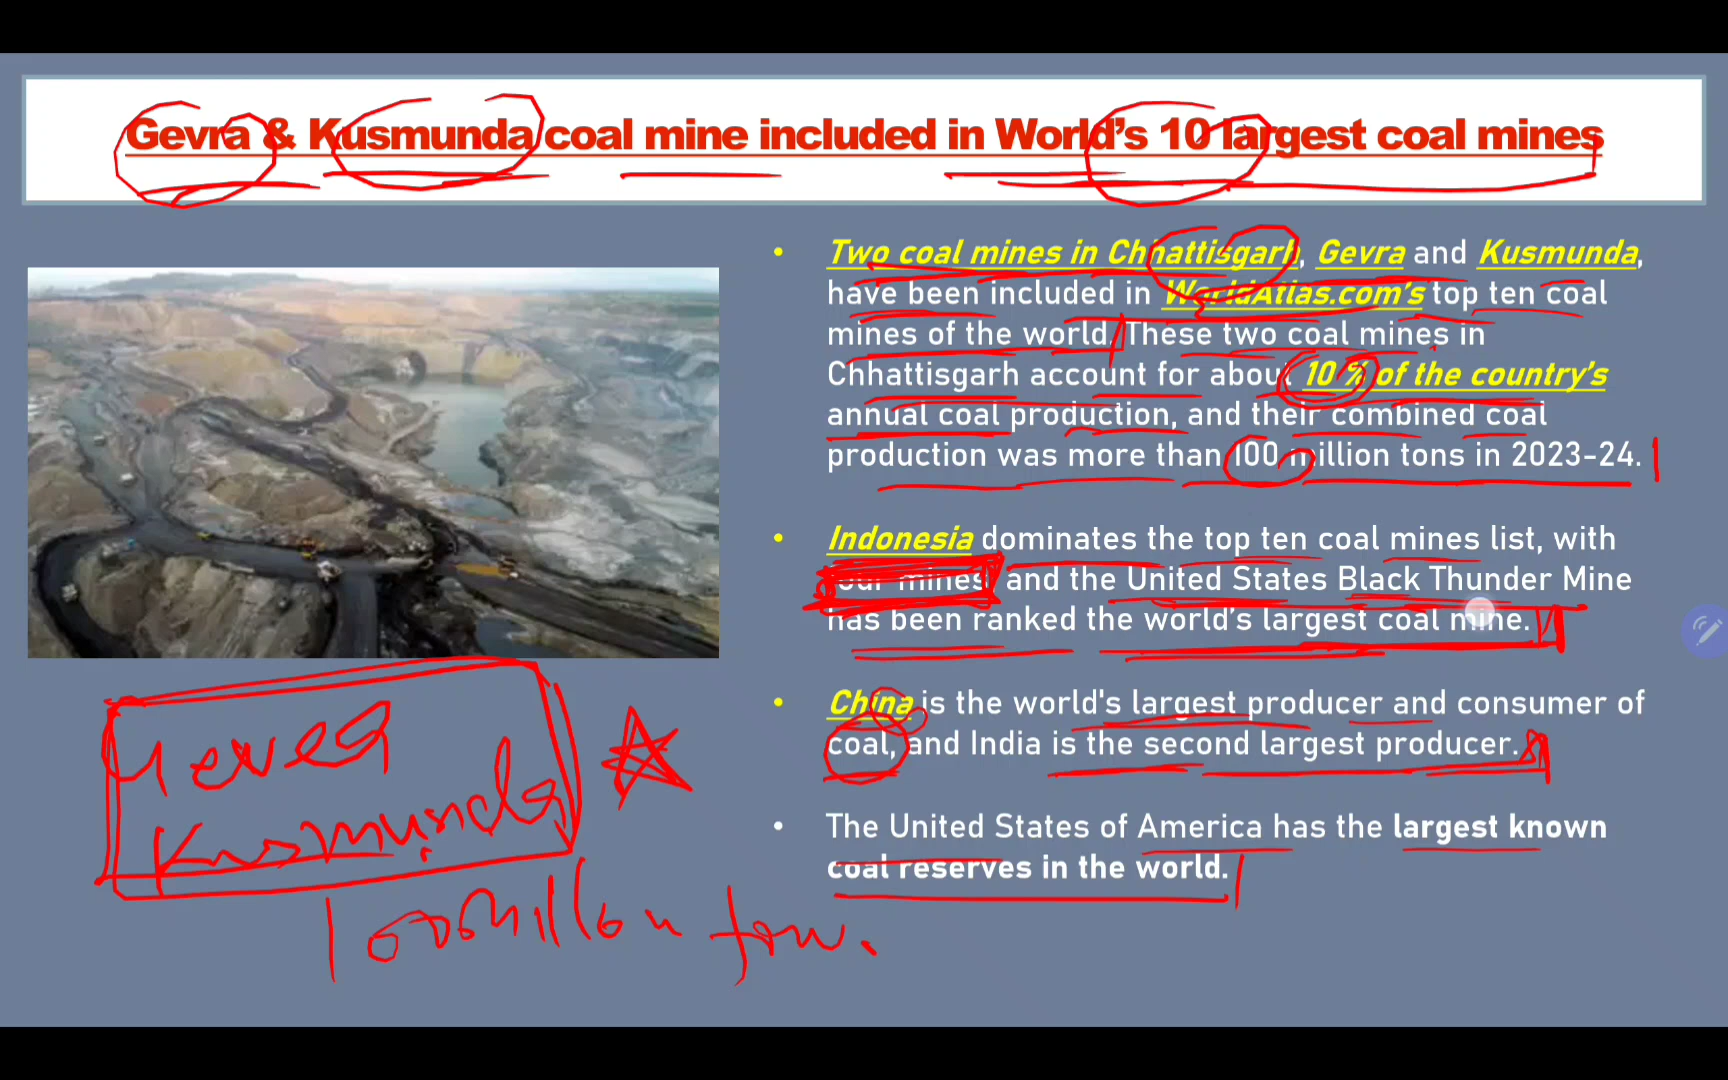 Gevra & Kusmunda coal mine included in World's 10 largest coal mines
• Two coal mines in Chhattisgarh, Gevra and Kusmunda,
have been included in WorldAtlas.com's top ten coal
mines of the world. These two coal mines in
Chhattisgarh account for about 10 % of the country's
annual coal production, and their combined coal
production was more than 100 million tons in 2023-24.
• Indonesia dominates the top ten coal mines list, with
four mines, and the United States Black Thunder Mine
has been ranked the world's largest coal mine.
• China is the world's largest producer and consumer of
coal, and India is the second largest producer.
• The United States of America has the largest known
coal reserves in the world.
Gevra
Kusmunda
100 Million